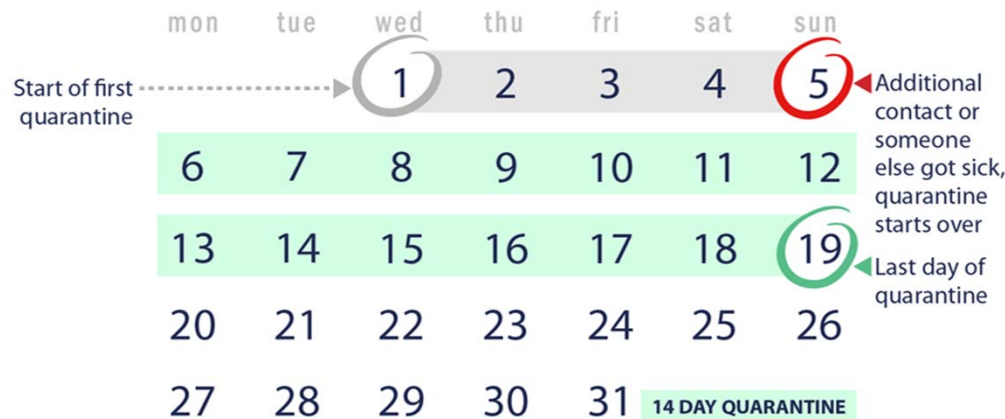 mon tue wed thu fri sat sun
Start of first
quarantine
1 2 3 4 5
Additional
contact or
someone
else got sick,
quarantine
starts over
6 7 8 9 10 11 12
13 14 15 16 17 18 19
Last day of
quarantine
20 21 22 23 24 25 26
27 28 29 30 31
14 DAY QUARANTINE